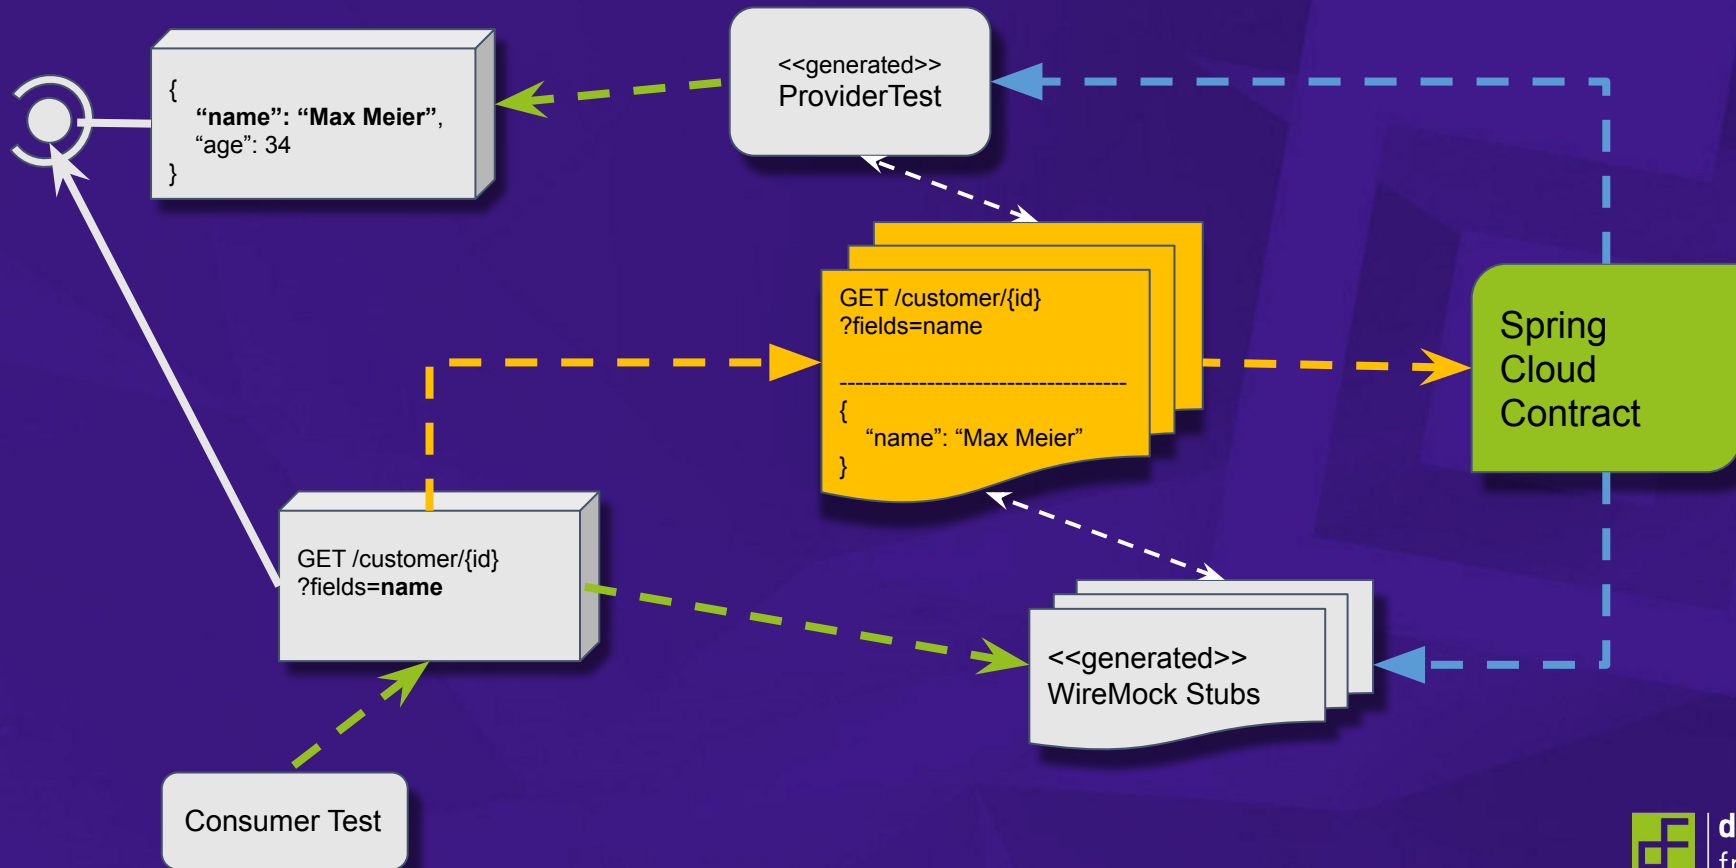 {
“name”: “Max Meier”,
“age”: 34
}
<<generated>>
ProviderTest
GET /customer/{id}
?fields=name
------------------------------------
{
“name”: “Max Meier”
}
Spring
Cloud
Contract
GET /customer/{id}
?fields=name
<<generated>>
WireMock Stubs
Consumer Test